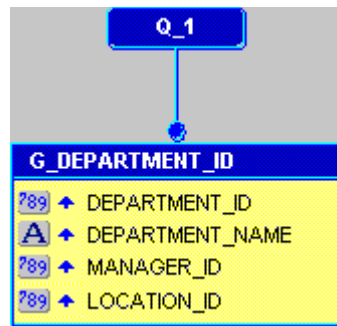 Q_1
G_DEPARTMENT_ID
789 DEPARTMENT_ID
A DEPARTMENT_NAME
789 MANAGER_ID
789 LOCATION_ID